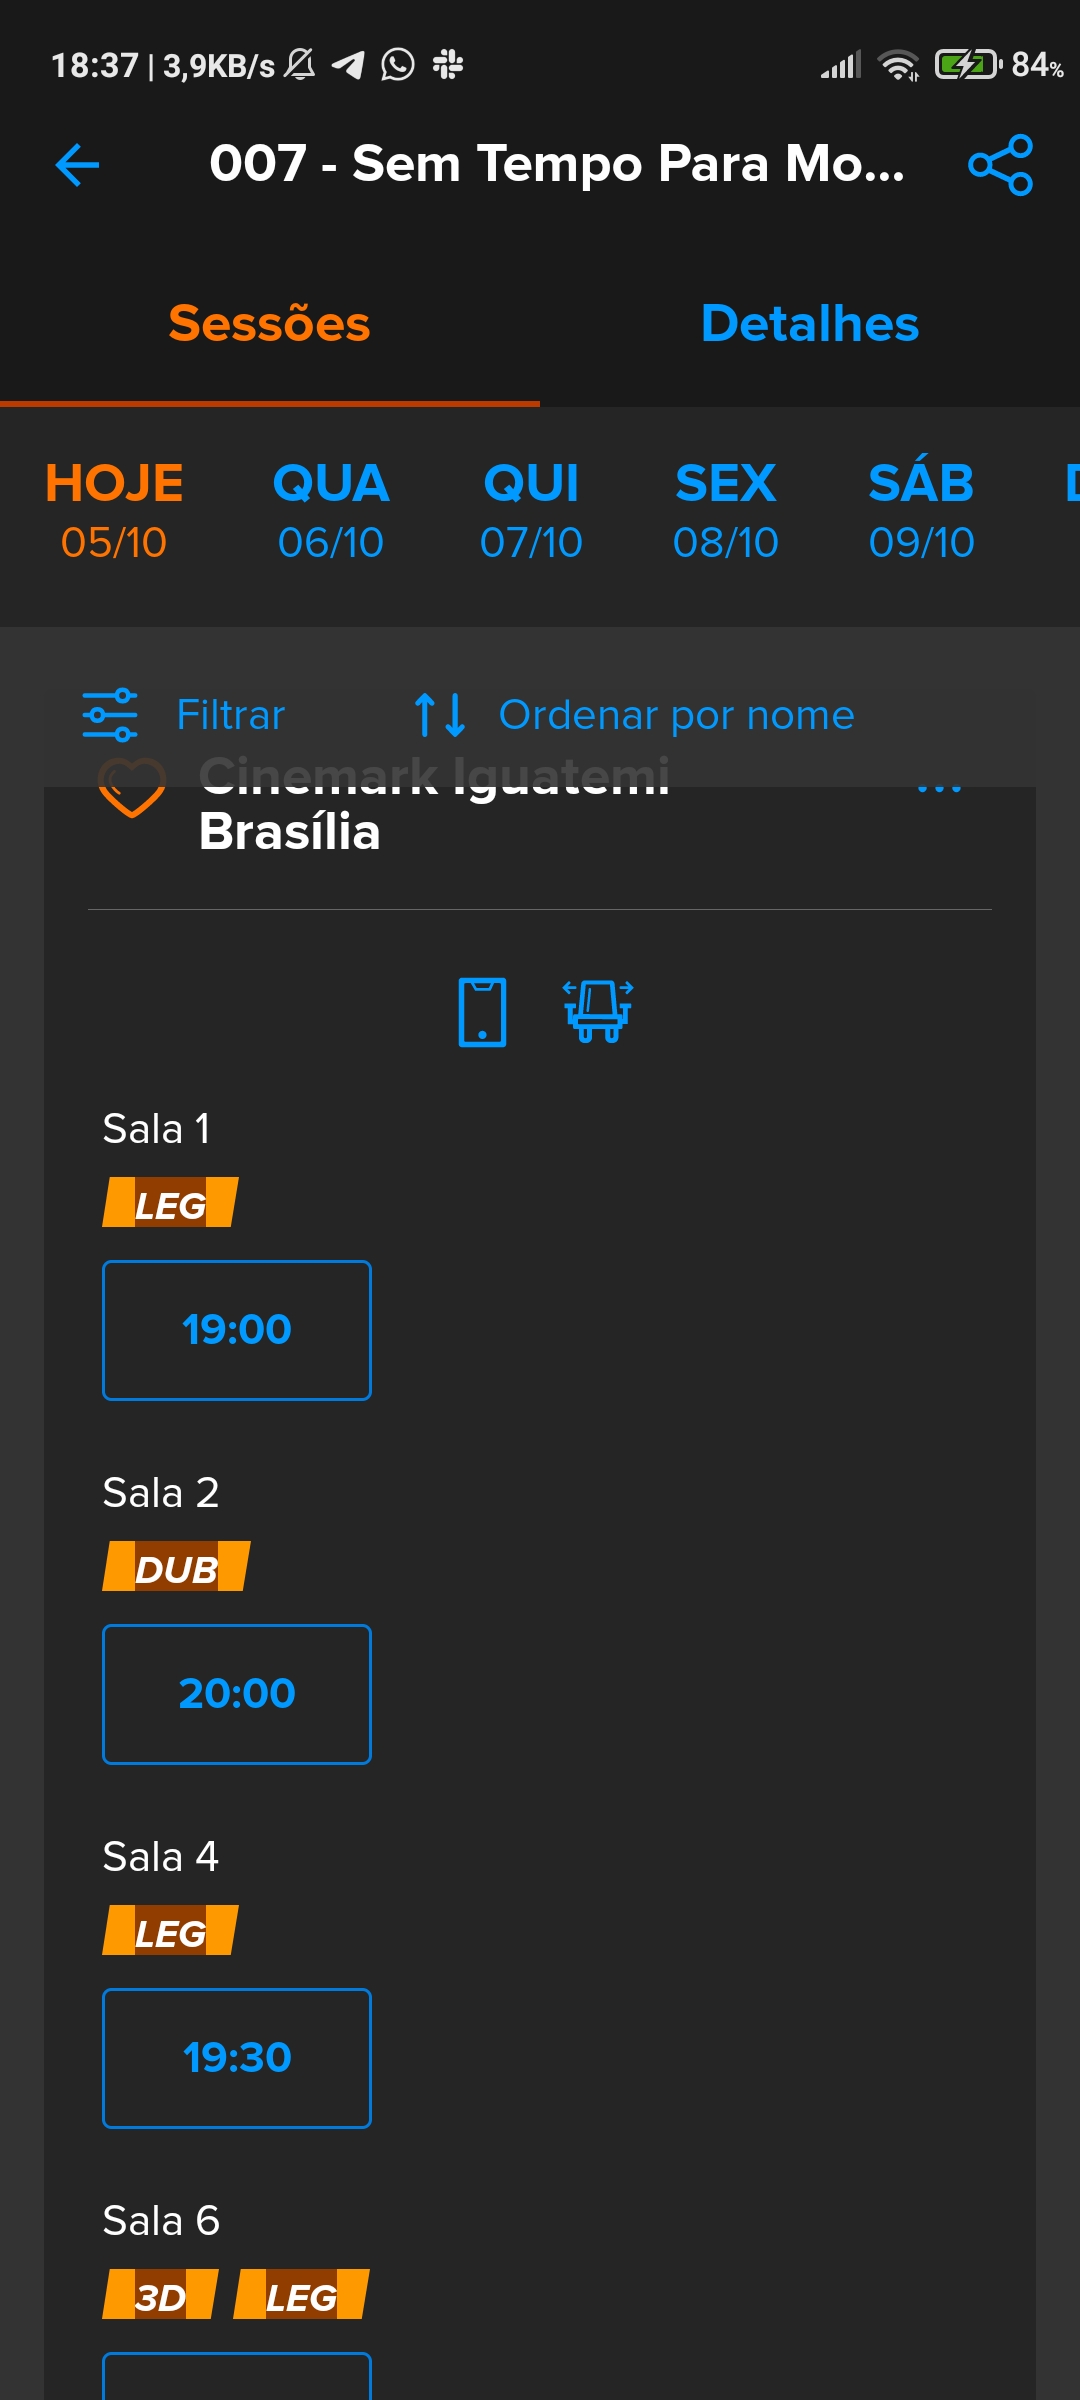 18:37 | 3,9KB/s 84%
007 - Sem Tempo Para Mo...
Sessões Detalhes
HOJE QUA QUI SEX SÁB D
05/10 06/10 07/10 08/10 09/10
Filtrar Ordenar por nome
Cinemark Iguatemi
Brasília
Sala 1
LEG
19:00
Sala 2
DUB
20:00
Sala 4
LEG
19:30
Sala 6
3D LEG